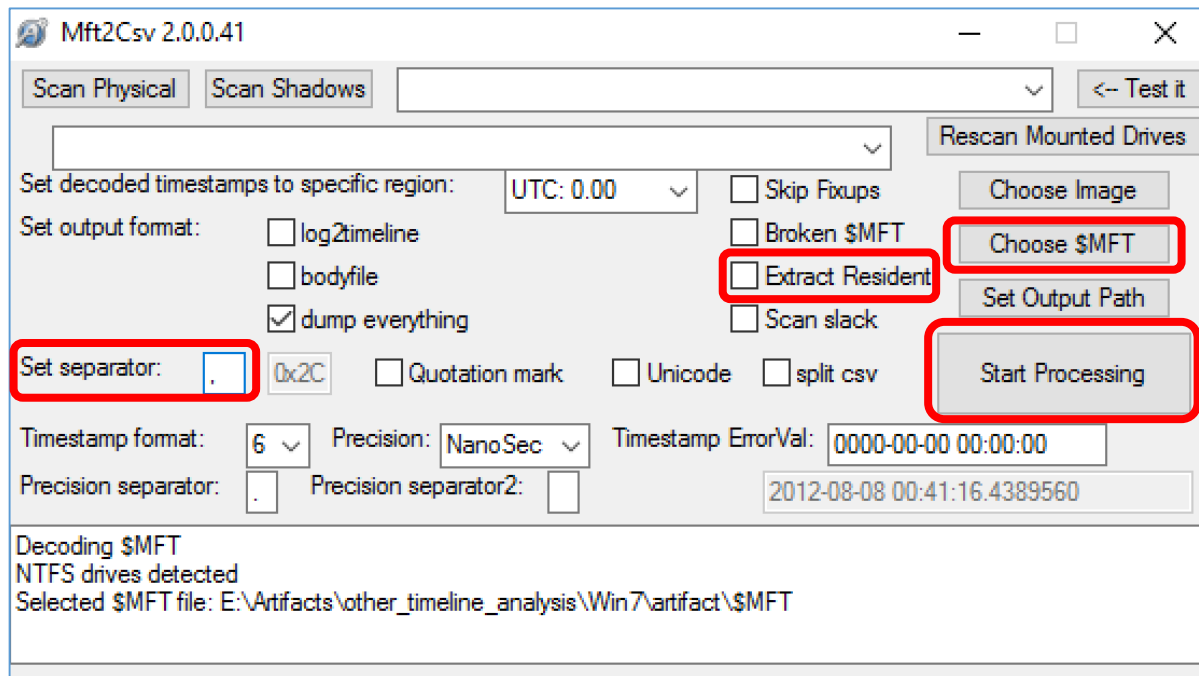 Mft2Csv 2.0.0.41
Scan Physical Scan Shadows <-- Test it
Rescan Mounted Drives
Set decoded timestamps to specific region: UTC: 0.00 Skip Fixups Choose Image
Set output format: log2timeline Broken $MFT Choose $MFT
bodyfile Extract Resident Set Output Path
dump everything Scan slack
Set separator: , 0x2C Quotation mark Unicode split csv Start Processing
Timestamp format: 6 Precision: NanoSec Timestamp ErrorVal: 0000-00-00 00:00:00
Precision separator: . Precision separator2: 2012-08-08 00:41:16.4389560
Decoding $MFT
NTFS drives detected
Selected $MFT file: E:\Artifacts\other_timeline_analysis\Win7\artifact\$MFT